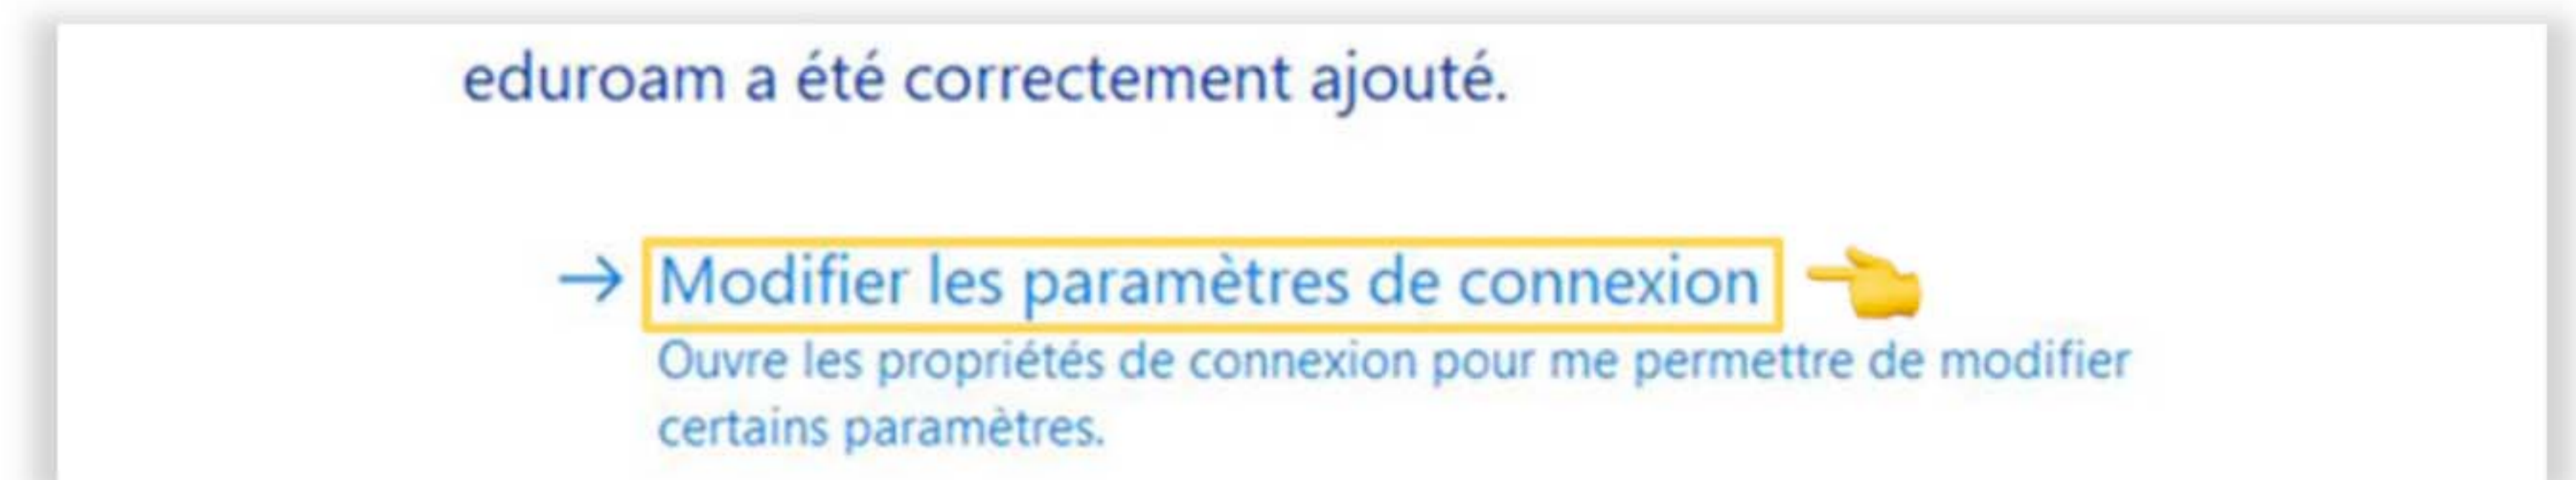 eduroam a été correctement ajouté.
→ Modifier les paramètres de connexion
Ouvre les propriétés de connexion pour me permettre de modifier
certains paramètres.